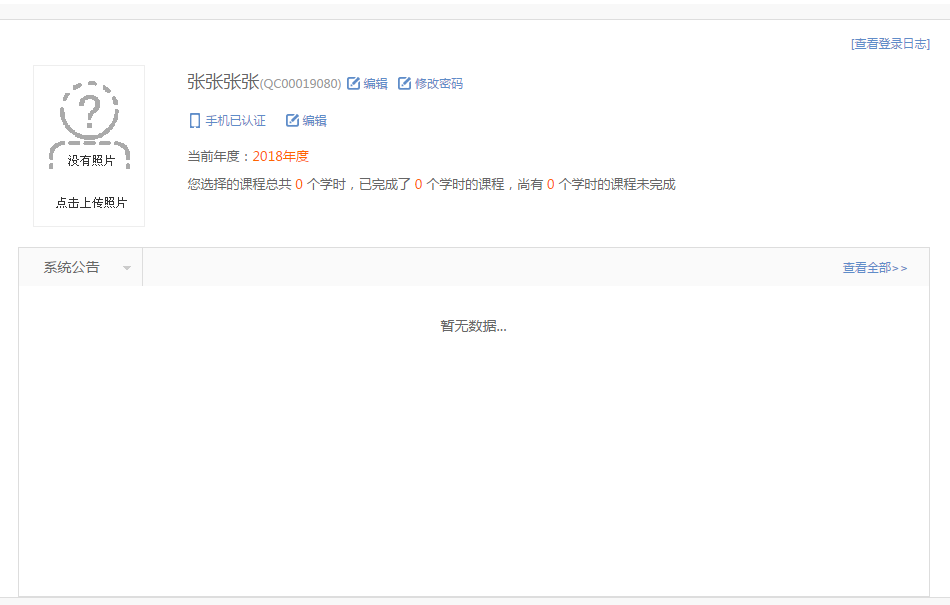 [查看登录日志]
张张张张(QC00019080) 编辑 修改密码
手机已认证 编辑
没有照片
当前年度：2018年度
您选择的课程总共 0 个学时，已完成了 0 个学时的课程，尚有 0 个学时的课程未完成
点击上传照片
系统公告 查看全部>>
暂无数据...